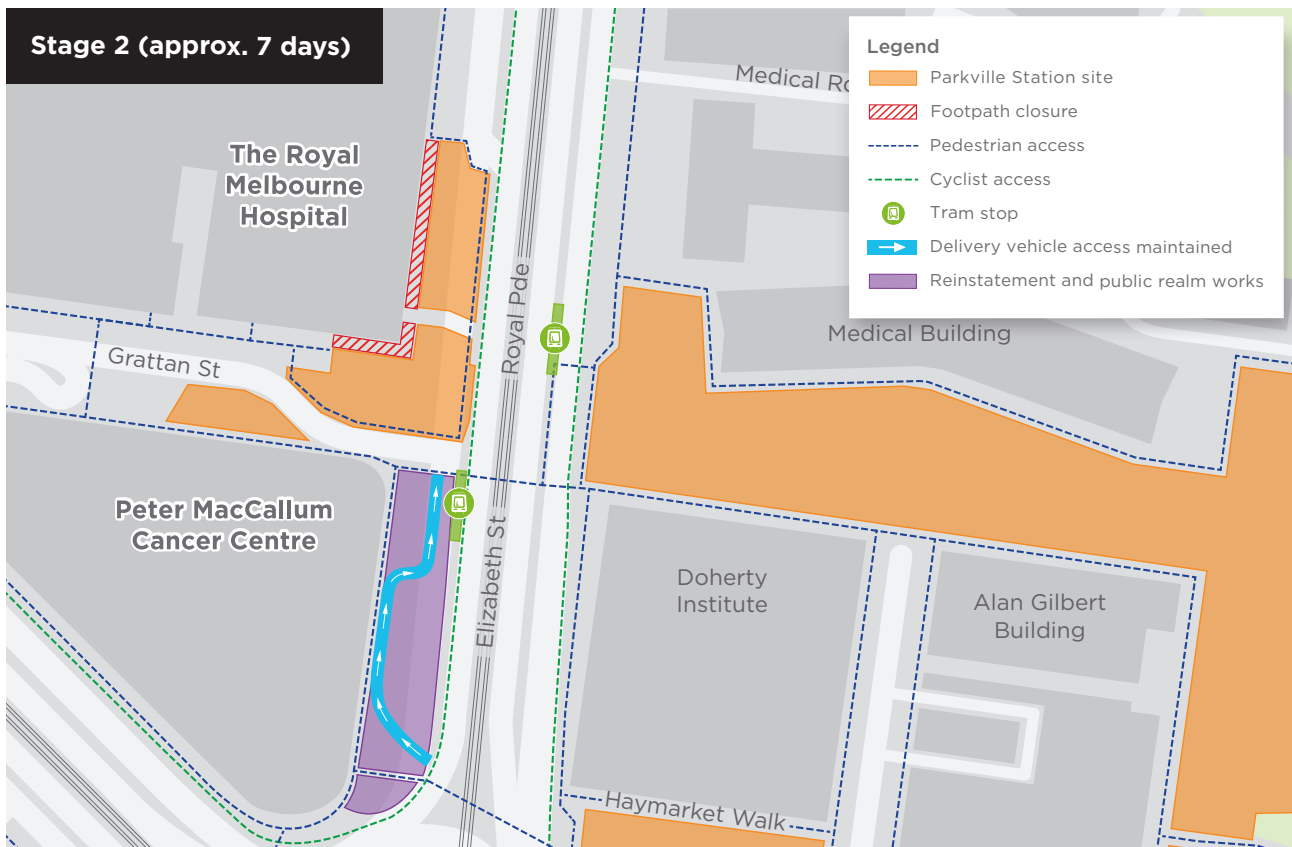 Stage 2 (approx. 7 days)
Legend
Parkville Station site
Footpath closure
Pedestrian access
Cyclist access
Tram stop
Delivery vehicle access maintained
Reinstatement and public realm works
Medical
The Royal
Melbourne
Hospital
Royal Pde
Medical Building
Grattan St
Peter MacCallum
Cancer Centre
Elizabeth St
Doherty
Institute
Alan Gilbert
Building
Haymarket Walk